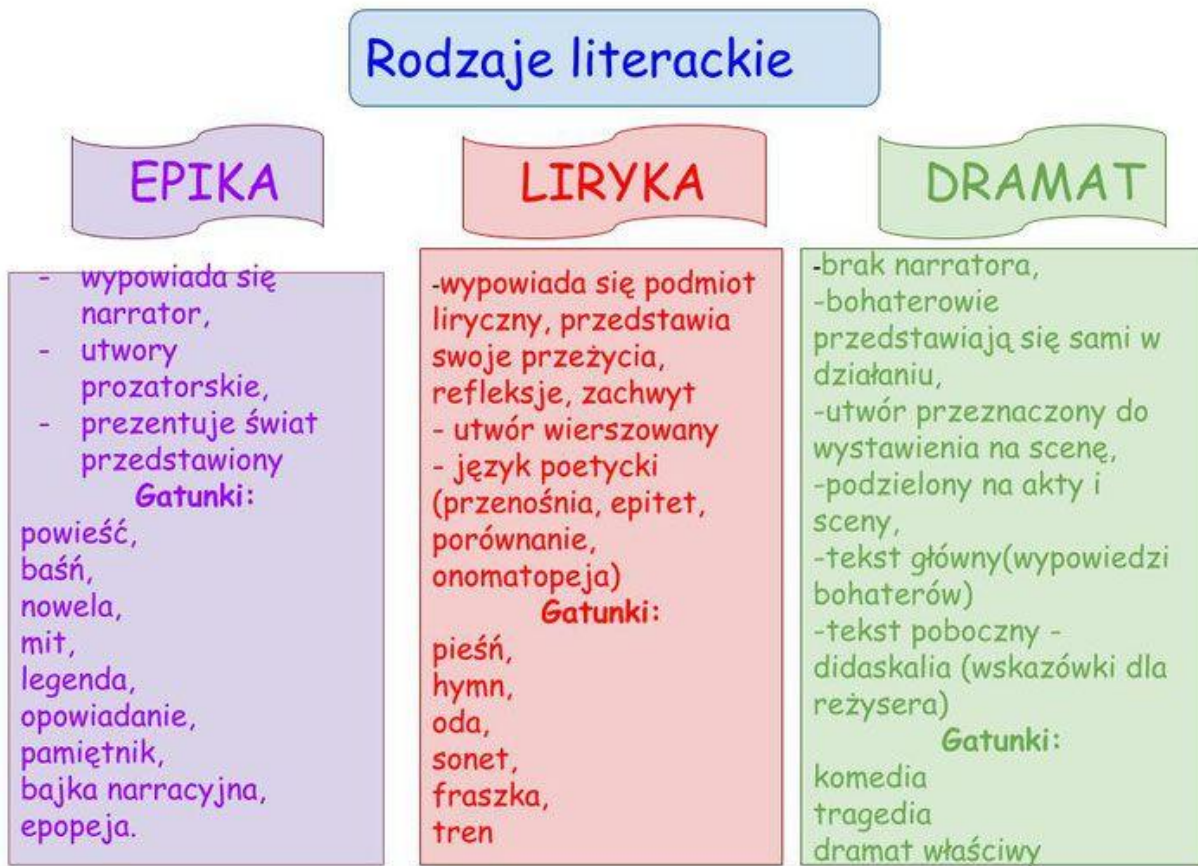 Rodzaje literackie
EPIKA
- wypowiada się
narrator,
- utwory
prozatorskie,
- prezentuje świat
przedstawiony
Gatunki:
powieść,
baśń,
nowela,
mit,
legenda,
opowiadanie,
pamiętnik,
bajka narracyjna,
epopeja.
LIRYKA
-wypowiada się podmiot
liryczny, przedstawia
swoje przeżycia,
refleksje, zachwyt
- utwór wierszowany
- język poetycki
(przenośnia, epitet,
porównanie,
onomatopeja)
Gatunki:
pieśń,
hymn,
oda,
sonet,
fraszka,
tren
DRAMAT
-brak narratora,
-bohaterowie
przedstawiają się sami w
działaniu,
-utwór przeznaczony do
wystawienia na scenę,
-podzielony na akty i
sceny,
-tekst główny(wypowiedzi
bohaterów)
-tekst poboczny -
didaskalia (wskazówki dla
reżysera)
Gatunki:
komedia
tragedia
dramat właściwy